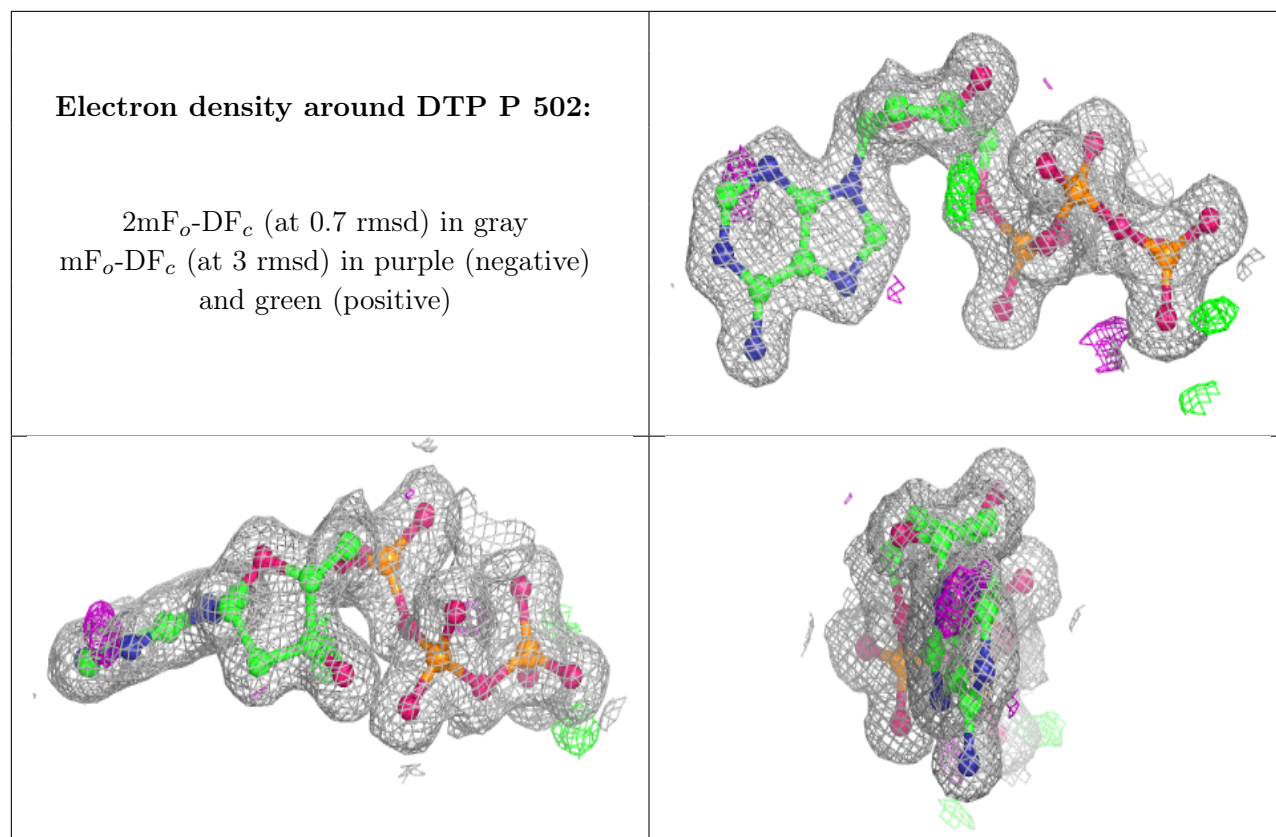 Electron density around DTP P 502:
2mFₒ-DF𝒸 (at 0.7 rmsd) in gray
mFₒ-DF𝒸 (at 3 rmsd) in purple (negative)
and green (positive)